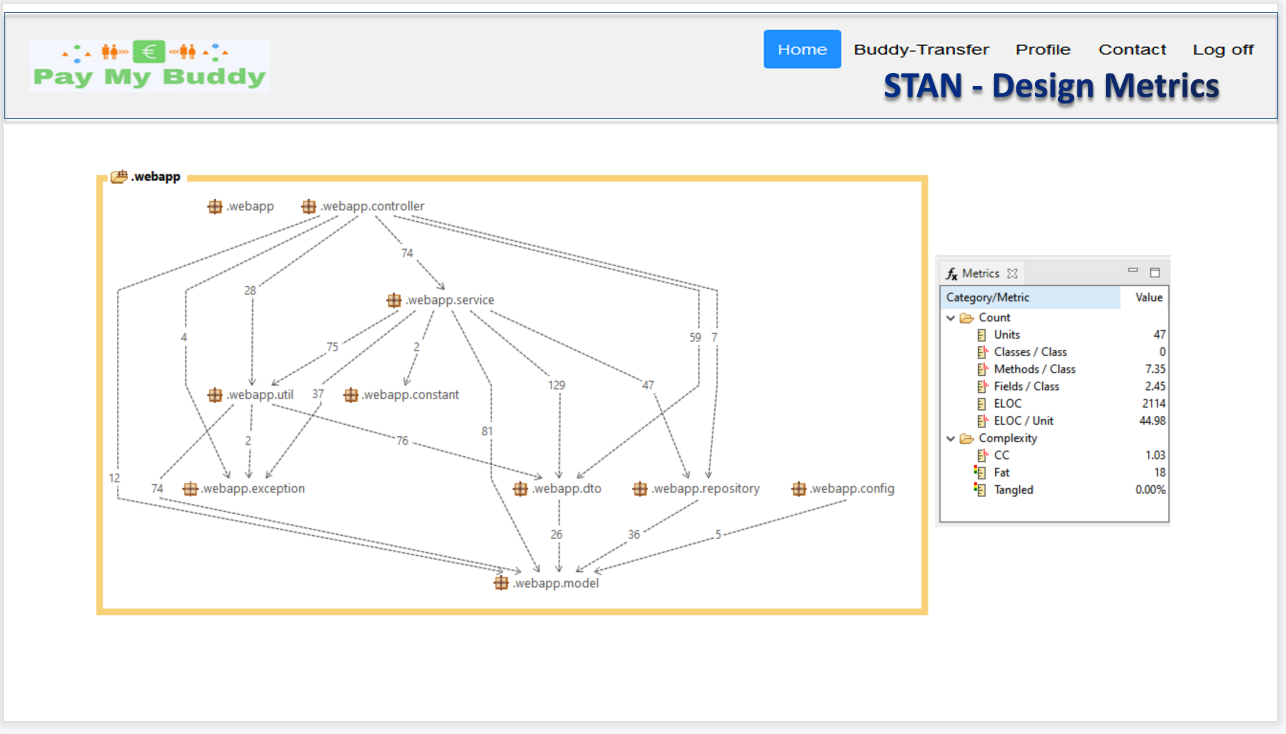 Home Buddy-Transfer Profile Contact Log off
€
Pay My Buddy
STAN - Design Metrics
.webapp
.webapp .webapp.controller
74
28
.webapp.service
4
75
2
59 7
37
129
47
.webapp.util
.webapp.constant
2
76
81
12
74
.webapp.exception
.webapp.dto
.webapp.repository
.webapp.config
26
36
5
.webapp.model
fx Metrics
Category/Metric Value
Count
Units 47
Classes / Class 0
Methods / Class 7.35
Fields / Class 2.45
ELOC 2114
ELOC / Unit 44.98
Complexity
CC 1.03
Fat 18
Tangled 0.00%